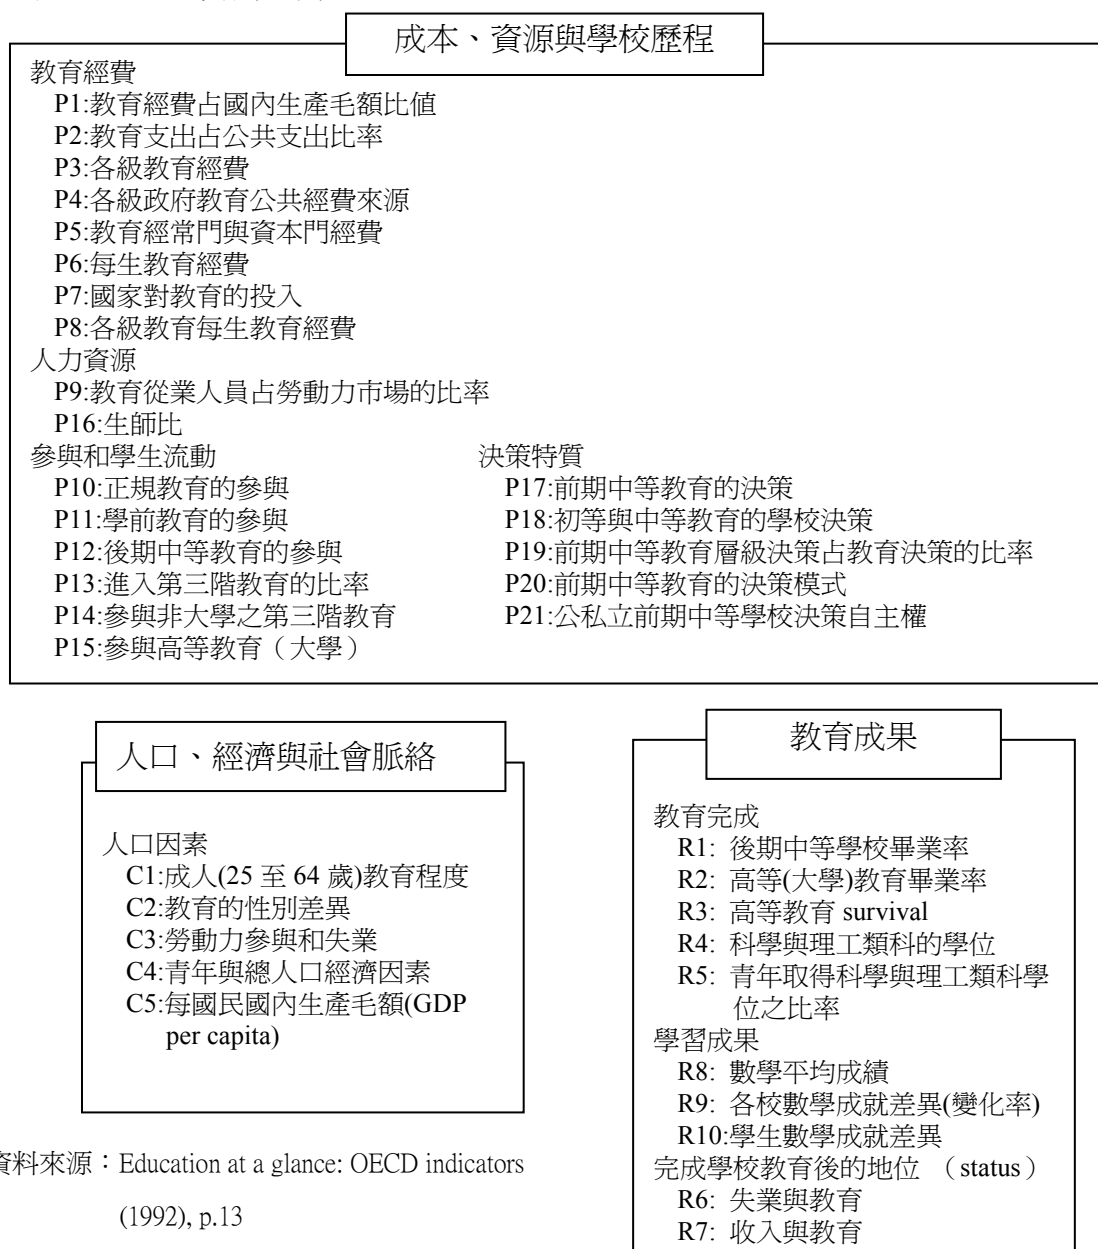 成本、資源與學校歷程
教育經費
P1:教育經費占國內生產毛額比值
P2:教育支出占公共支出比率
P3:各級教育經費
P4:各級政府教育公共經費來源
P5:教育經常門與資本門經費
P6:每生教育經費
P7:國家對教育的投入
P8:各級教育每生教育經費
人力資源
P9:教育從業人員占勞動力市場的比率
P16:生師比
參與和學生流動
P10:正規教育的參與
P11:學前教育的參與
P12:後期中等教育的參與
P13:進入第三階教育的比率
P14:參與非大學之第三階教育
P15:參與高等教育（大學）
決策特質
P17:前期中等教育的決策
P18:初等與中等教育的學校決策
P19:前期中等教育層級決策占教育決策的比率
P20:前期中等教育的決策模式
P21:公私立前期中等學校決策自主權
人口、經濟與社會脈絡
人口因素
C1:成人(25 至 64 歲)教育程度
C2:教育的性別差異
C3:勞動力參與和失業
C4:青年與總人口經濟因素
C5:每國民國內生產毛額(GDP
per capita)
教育成果
教育完成
R1: 後期中等學校畢業率
R2: 高等(大學)教育畢業率
R3: 高等教育 survival
R4: 科學與理工類科的學位
R5: 青年取得科學與理工類科學
位之比率
學習成果
R8: 數學平均成績
R9: 各校數學成就差異(變化率)
R10:學生數學成就差異
完成學校教育後的地位 （status）
R6: 失業與教育
R7: 收入與教育
資料來源：Education at a glance: OECD indicators
(1992), p.13